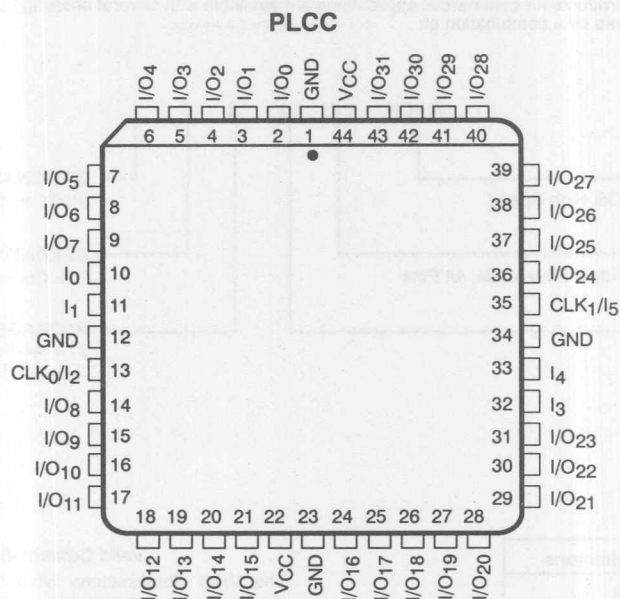 PLCC
I/O4 I/O3 I/O2 I/O1 I/O0 GND VCC I/O31 I/O30 I/O29 I/O28
6 5 4 3 2 1 44 43 42 41 40
I/O5 7 39 I/O27
I/O6 8 38 I/O26
I/O7 9 37 I/O25
I0 10 36 I/O24
I1 11 35 CLK1/I5
GND 12 34 GND
CLK0/I2 13 33 I4
I/O8 14 32 I3
I/O9 15 31 I/O23
I/O10 16 30 I/O22
I/O11 17 29 I/O21
18 19 20 21 22 23 24 25 26 27 28
I/O12 I/O13 I/O14 I/O15 VCC GND I/O16 I/O17 I/O18 I/O19 I/O20